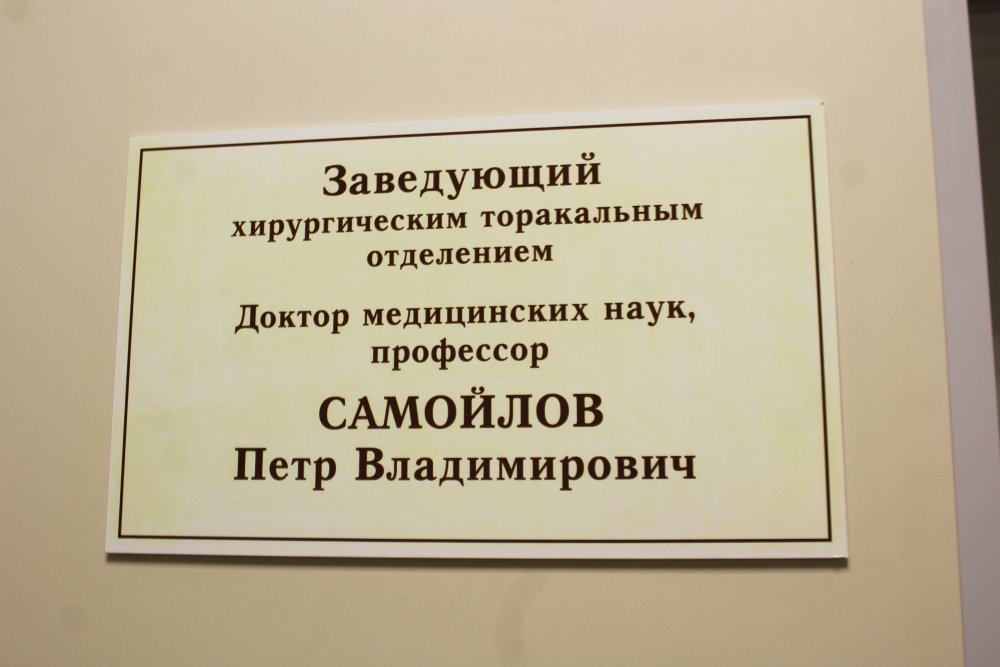 Заведующий
хирургическим торакальным
отделением
Доктор медицинских наук,
профессор
САМОЙЛОВ
Петр Владимирович